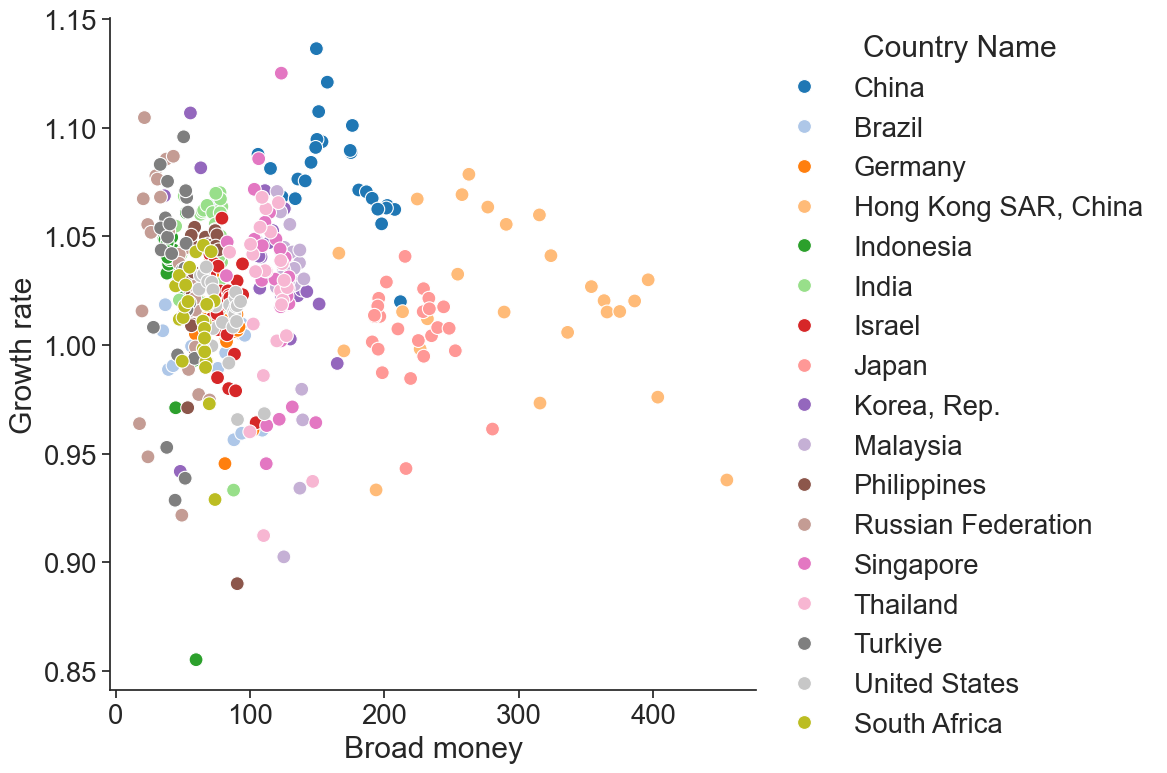 1.15
1.10
1.05
1.00
0.95
0.90
0.85
Growth rate
0
100
200
300
400
Broad money
Country Name
China
Brazil
Germany
Hong Kong SAR, China
Indonesia
India
Israel
Japan
Korea, Rep.
Malaysia
Philippines
Russian Federation
Singapore
Thailand
Turkiye
United States
South Africa